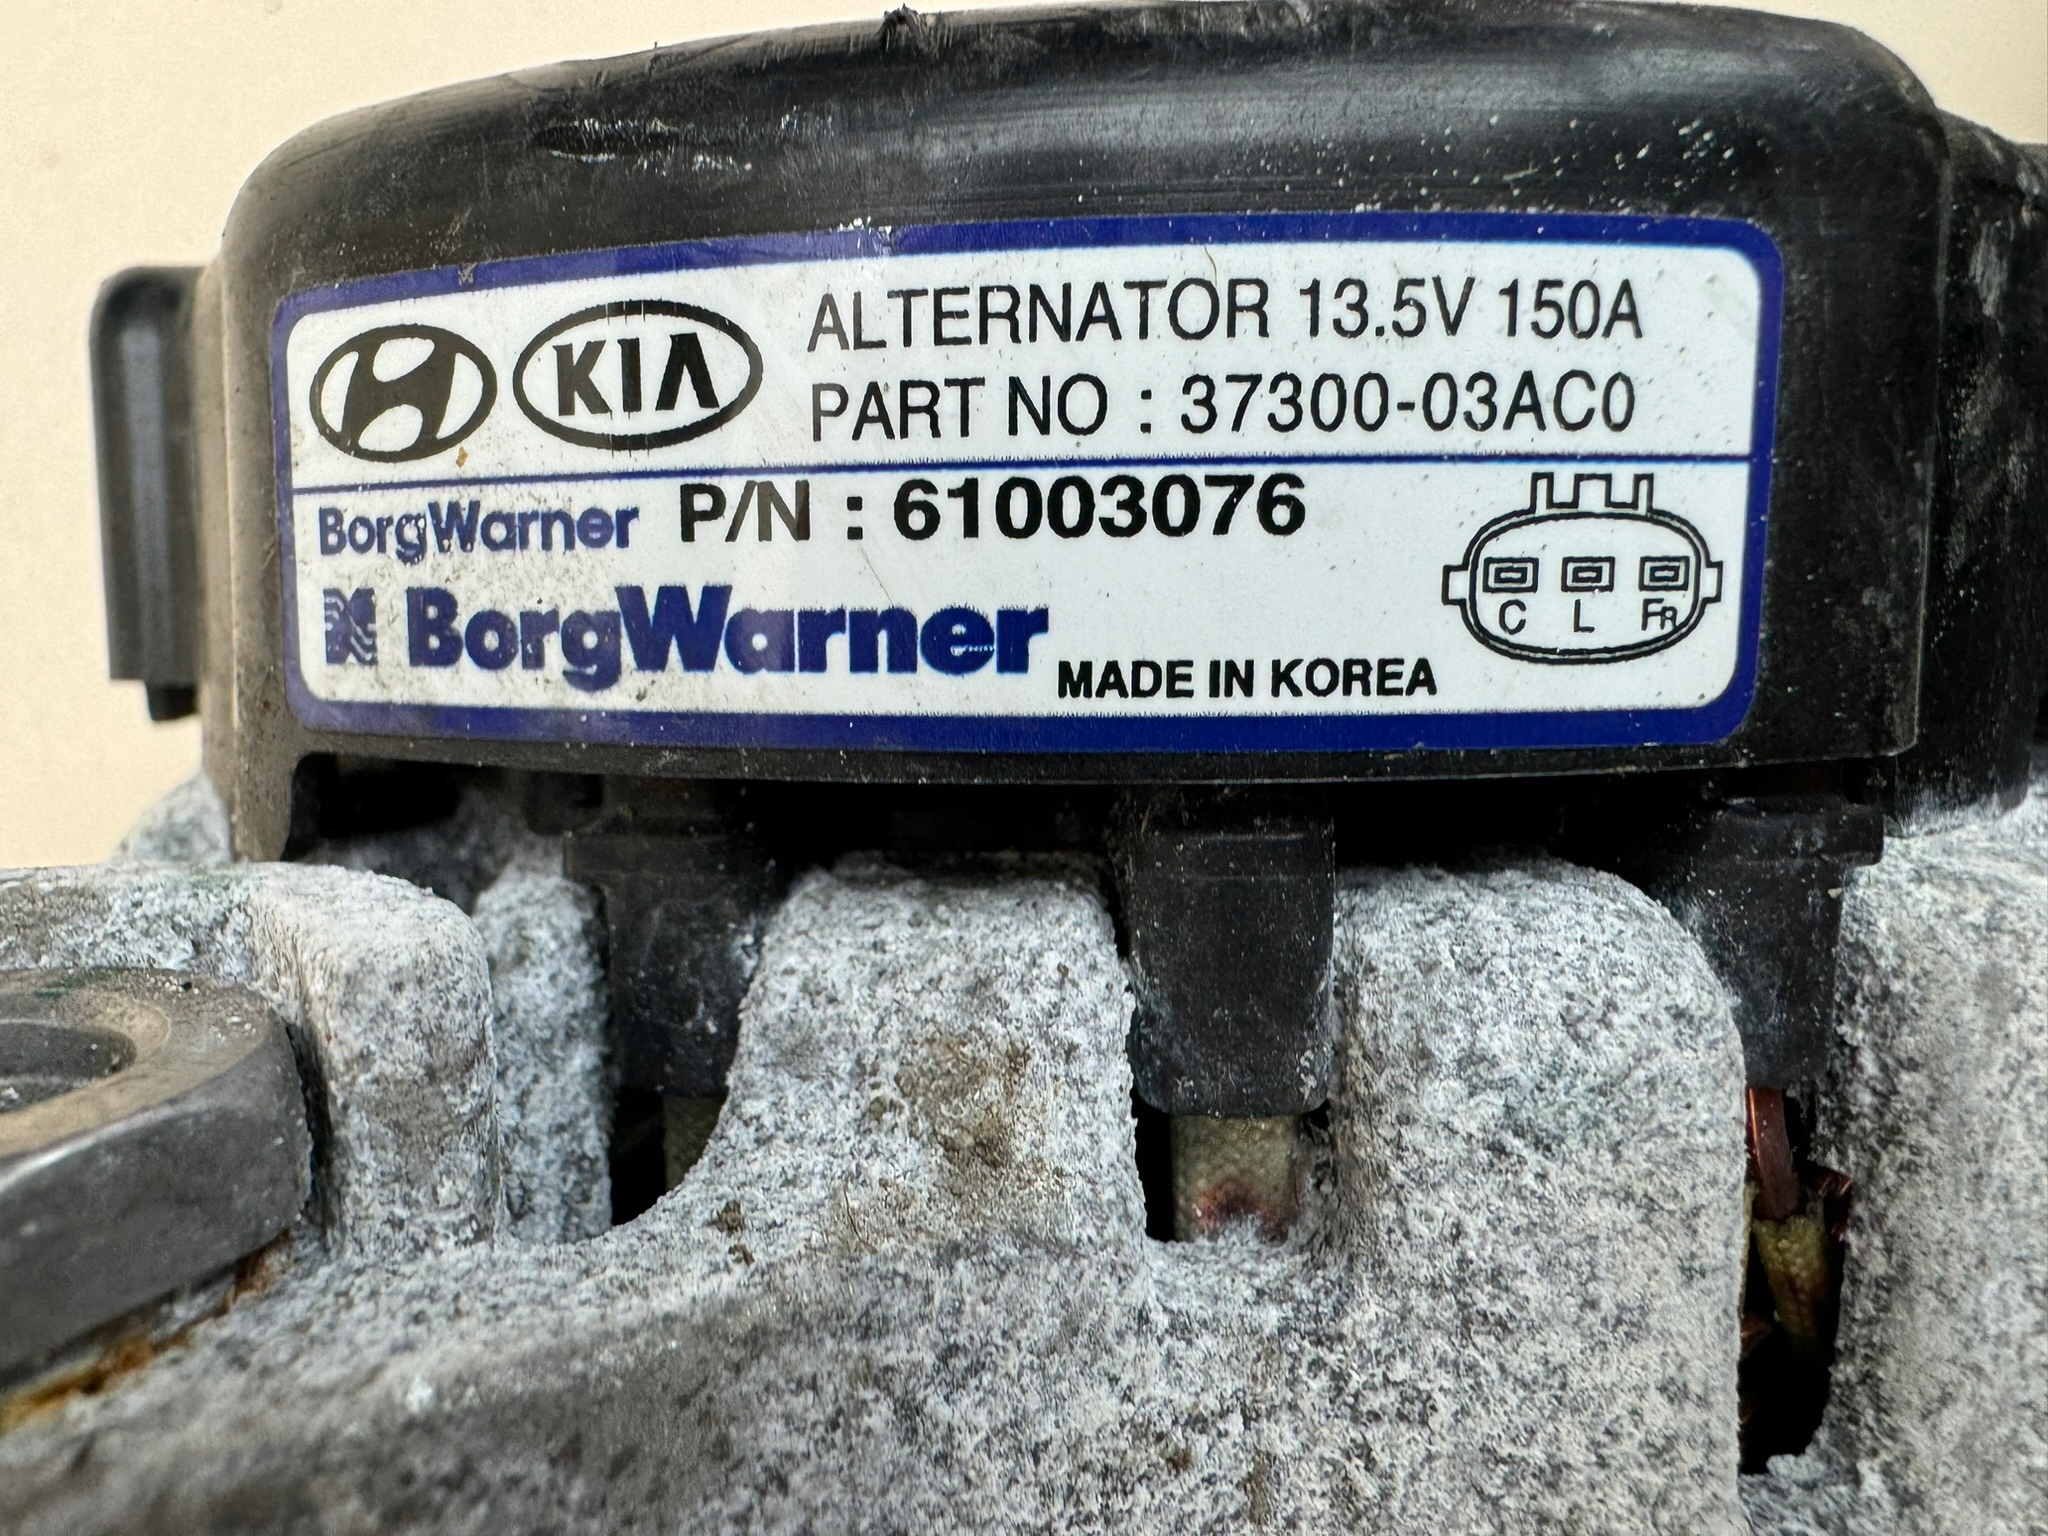 KIA
ALTERNATOR 13.5V 150A
PART NO : 37300-03AC0
BorgWarner P/N : 61003076
BorgWarner
MADE IN KOREA
C L FR